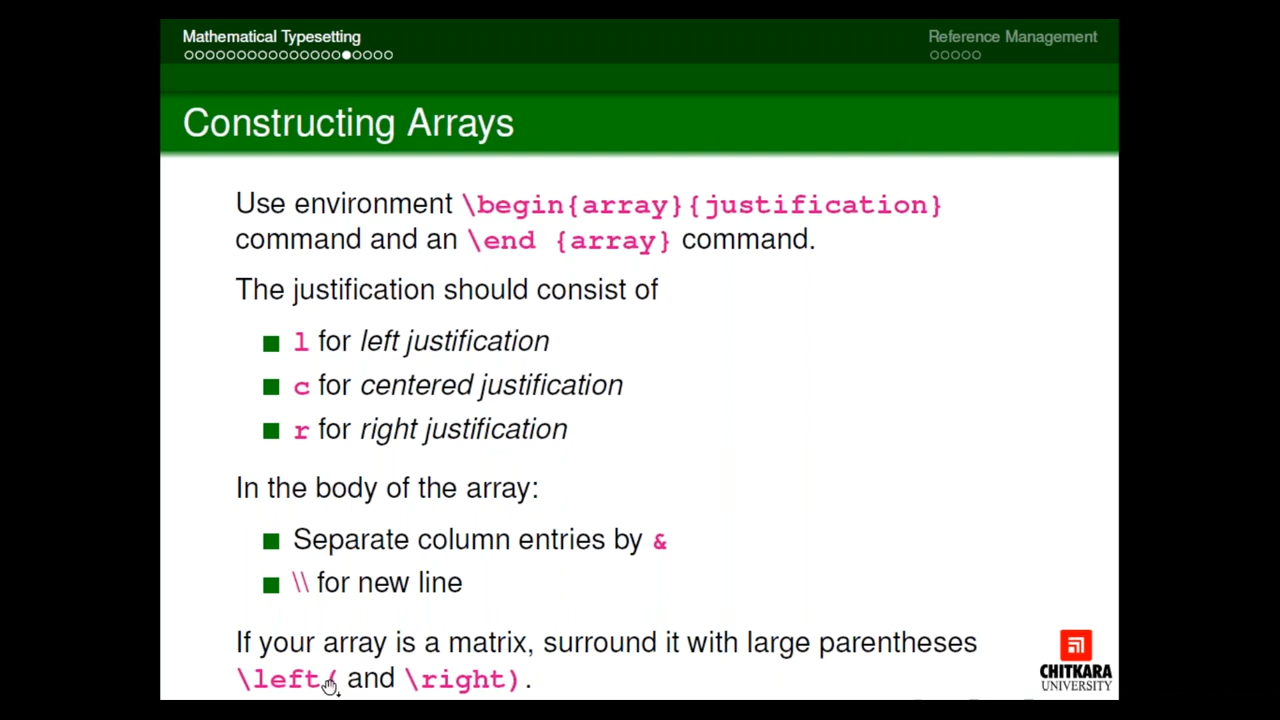 Mathematical Typesetting
Reference Management
Constructing Arrays
Use environment \begin{array}{justification}
command and an \end {array} command.
The justification should consist of
l for left justification
c for centered justification
r for right justification
In the body of the array:
Separate column entries by &
\\ for new line
If your array is a matrix, surround it with large parentheses
\left( and \right).
CHITKARA
UNIVERSITY